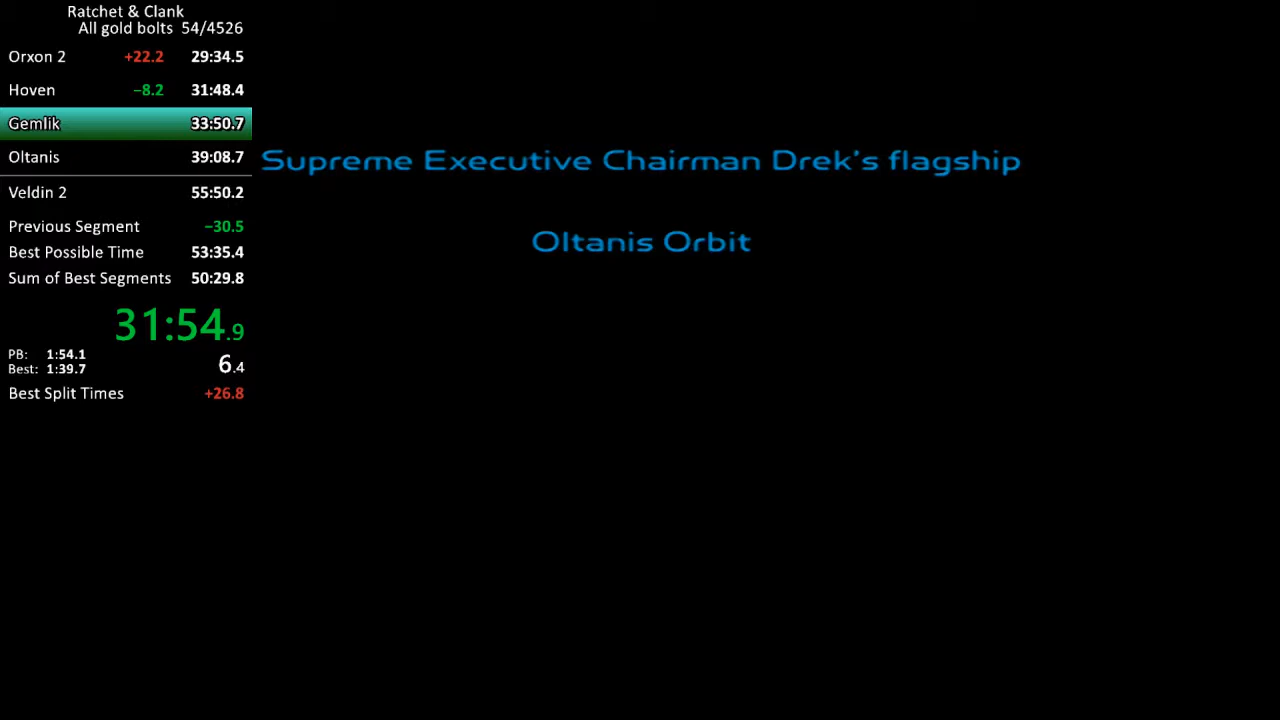 Ratchet & Clank
All gold bolts 54/4526
Orxon 2 +22.2 29:34.5
Hoven −8.2 31:48.4
Gemlik 33:50.7
Oltanis 39:08.7
Veldin 2 55:50.2
Previous Segment −30.5
Best Possible Time 53:35.4
Sum of Best Segments 50:29.8
31:54.9
PB: 1:54.1
Best: 1:39.7
6.4
Best Split Times +26.8
Supreme Executive Chairman Drek's flagship
Oltanis Orbit